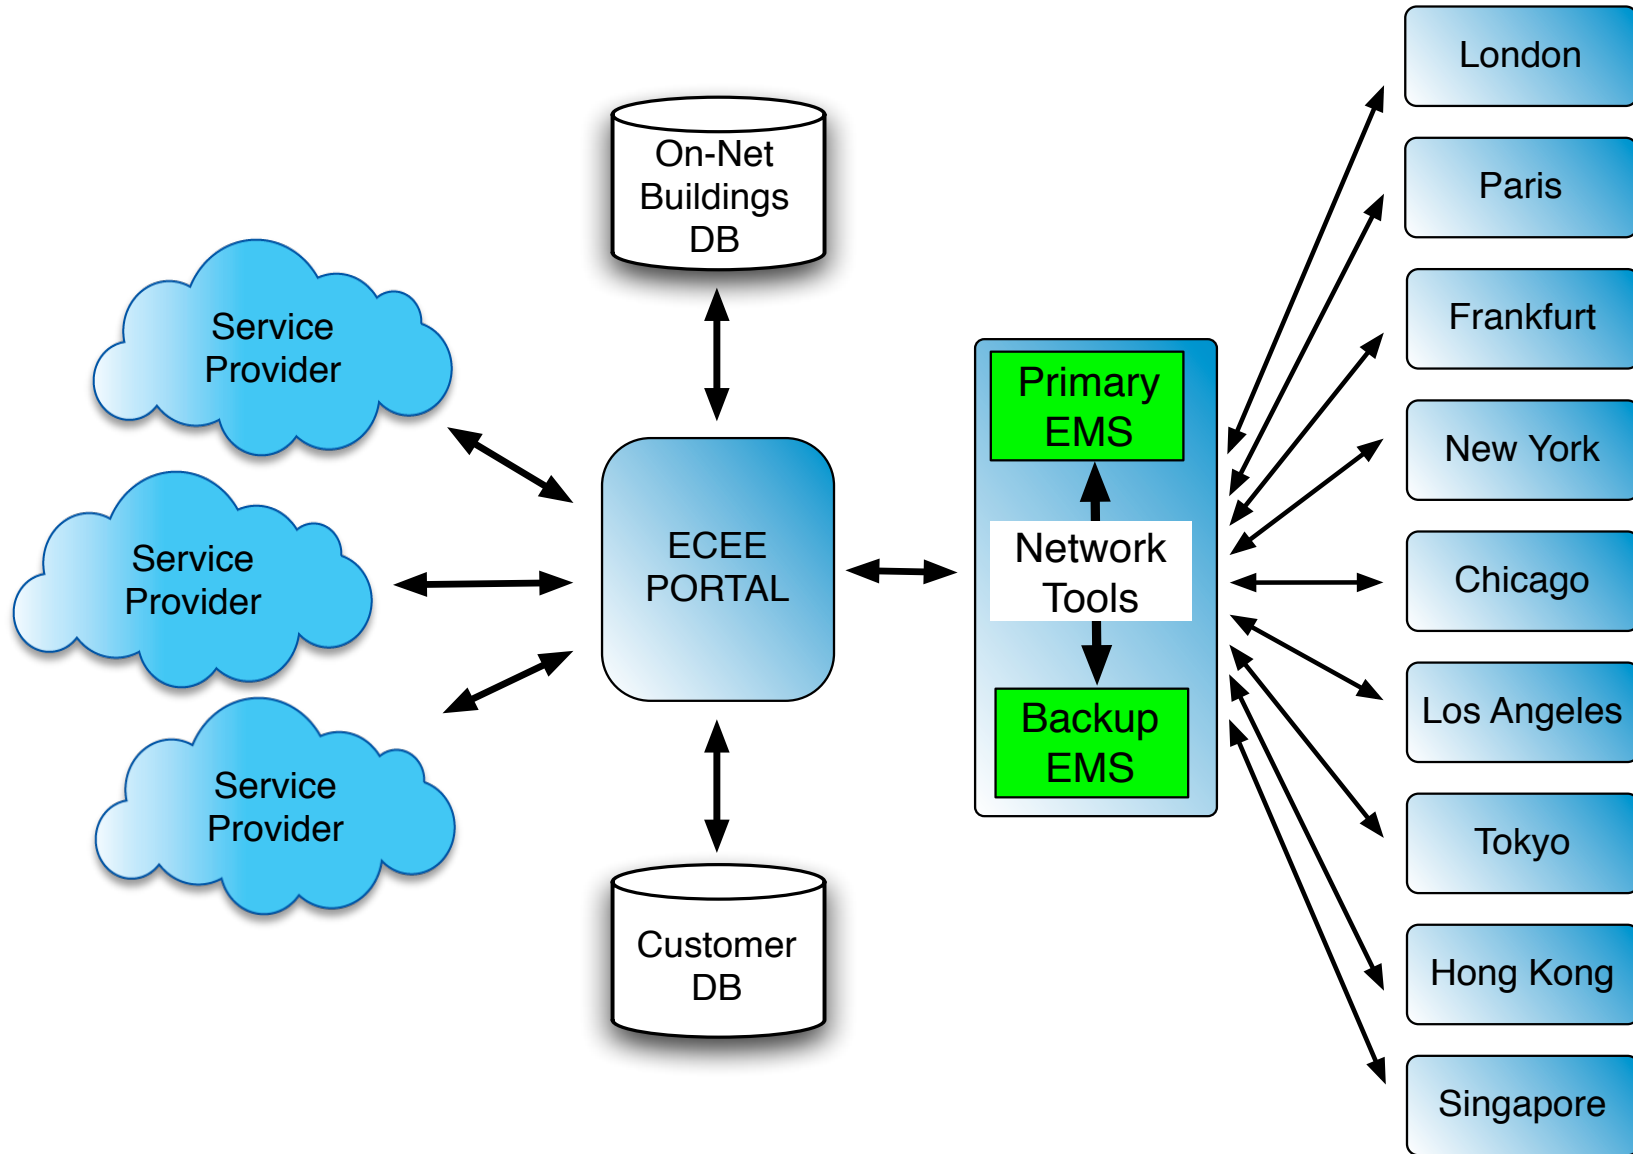 Service
Provider
Service
Provider
Service
Provider
On-Net
Buildings
DB
ECEE
PORTAL
Customer
DB
Primary
EMS
Network
Tools
Backup
EMS
London
Paris
Frankfurt
New York
Chicago
Los Angeles
Tokyo
Hong Kong
Singapore